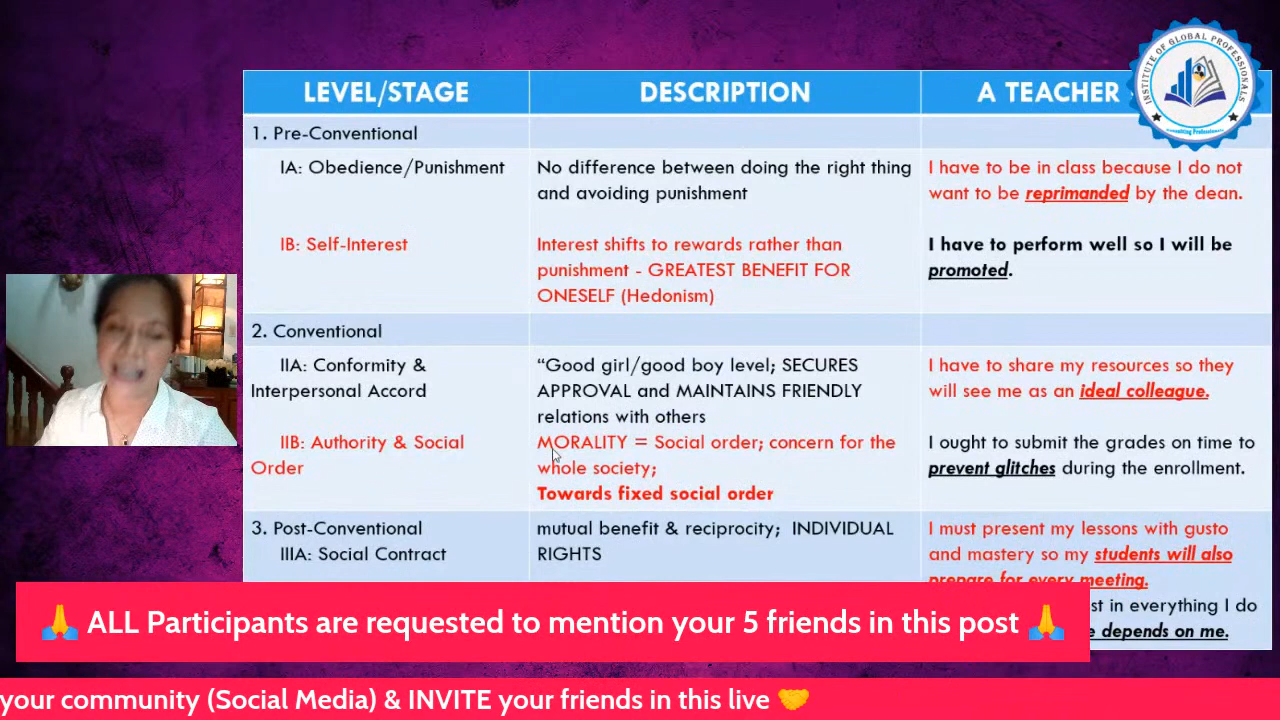 LEVEL/STAGE
DESCRIPTION
A TEACHER
INSTITUTE OF GLOBAL PROFESSIONALS
Consulting Professionals
1. Pre-Conventional
IA: Obedience/Punishment
No difference between doing the right thing
and avoiding punishment
I have to be in class because I do not
want to be reprimanded by the dean.
IB: Self-Interest
Interest shifts to rewards rather than
punishment - GREATEST BENEFIT FOR
ONESELF (Hedonism)
I have to perform well so I will be
promoted.
2. Conventional
IIA: Conformity &
Interpersonal Accord
“Good girl/good boy level; SECURES
APPROVAL and MAINTAINS FRIENDLY
relations with others
I have to share my resources so they
will see me as an ideal colleague.
IIB: Authority & Social
Order
MORALITY = Social order; concern for the
whole society;
Towards fixed social order
I ought to submit the grades on time to
prevent glitches during the enrollment.
3. Post-Conventional
IIIA: Social Contract
mutual benefit & reciprocity; INDIVIDUAL
RIGHTS
I must present my lessons with gusto
and mastery so my students will also
prepare for every meeting.
in everything I do
depends on me.
🙏 ALL Participants are requested to mention your 5 friends in this post 🙏
your community (Social Media) & INVITE your friends in this live 🤝